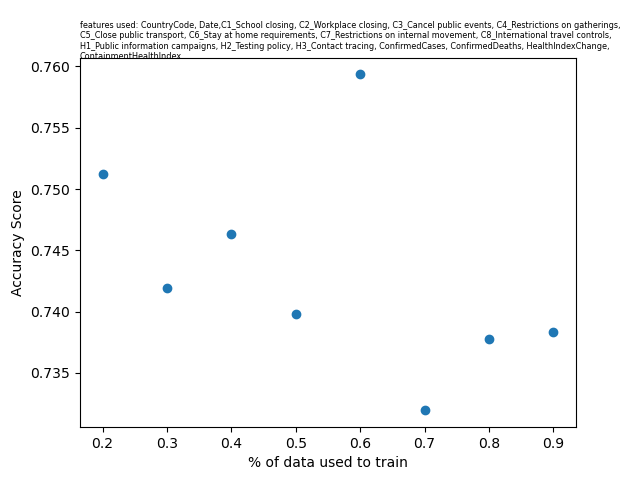 features used: CountryCode, Date,C1_School closing, C2_Workplace closing, C3_Cancel public events, C4_Restrictions on gatherings,
C5_Close public transport, C6_Stay at home requirements, C7_Restrictions on internal movement, C8_International travel controls,
H1_Public information campaigns, H2_Testing policy, H3_Contact tracing, ConfirmedCases, ConfirmedDeaths, HealthIndexChange,
ContainmentHealthIndex
0.760
0.755
0.750
0.745
0.740
0.735
Accuracy Score
0.2 0.3 0.4 0.5 0.6 0.7 0.8 0.9
% of data used to train